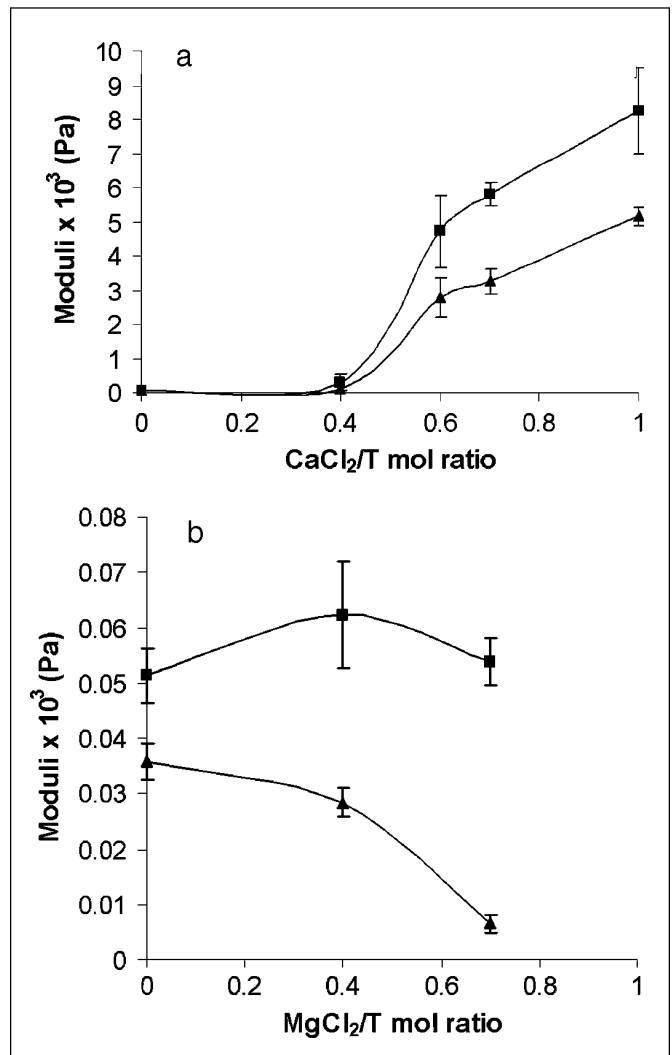 a
10
9
8
7
6
5
4
3
2
1
0
Moduli x 10³ (Pa)
0 0.2 0.4 0.6 0.8 1
CaCl₂/T mol ratio
b
0.08
0.07
0.06
0.05
0.04
0.03
0.02
0.01
0
Moduli x 10³ (Pa)
0 0.2 0.4 0.6 0.8 1
MgCl₂/T mol ratio